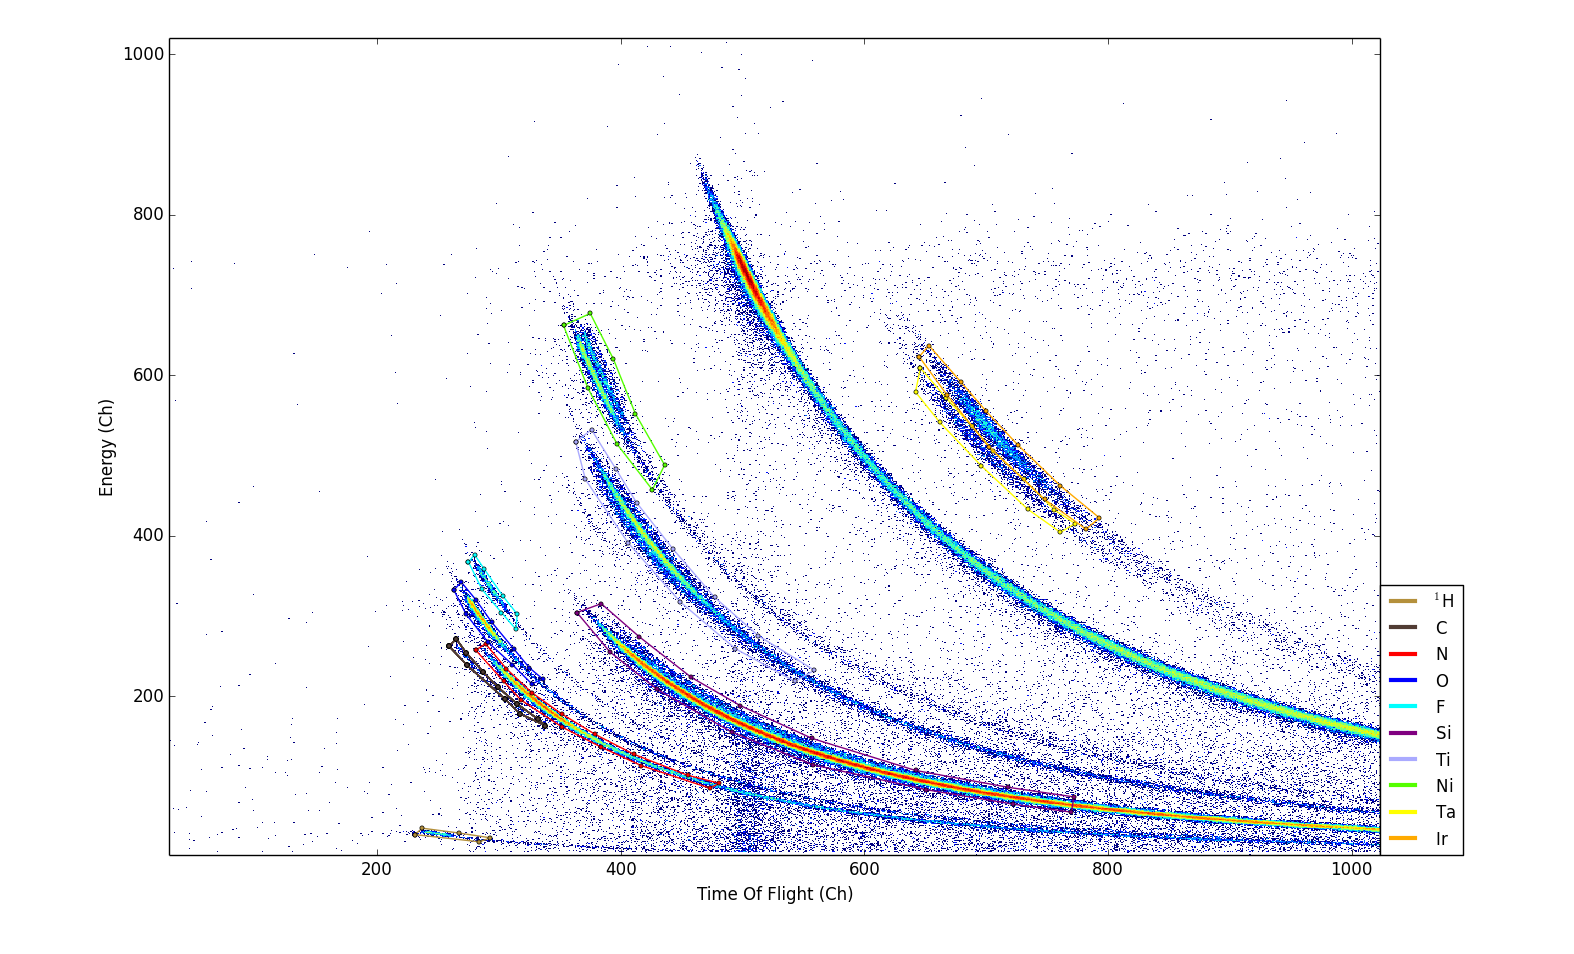 1000
800
600
400
200
Energy (Ch)
200 400 600 800 1000
Time Of Flight (Ch)
¹H
C
N
O
F
Si
Ti
Ni
Ta
Ir